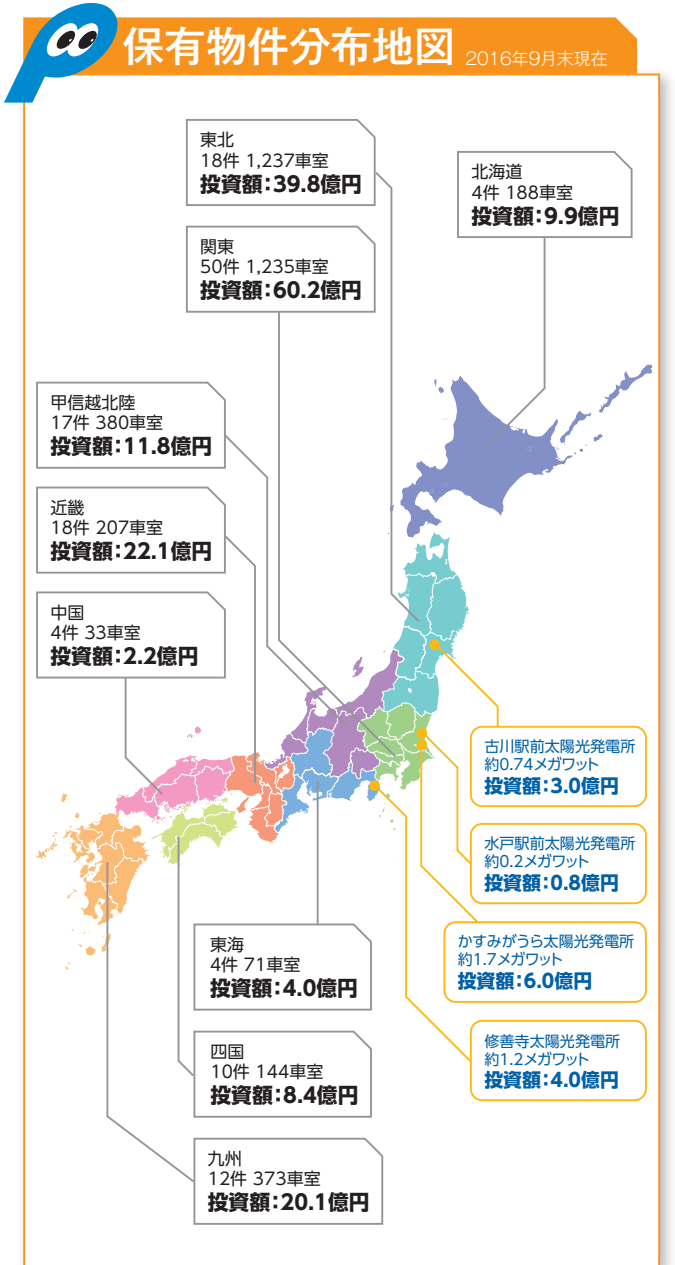 保有物件分布地図 2016年9月末現在
東北
18件 1,237車室
投資額：39.8億円
北海道
4件 188車室
投資額：9.9億円
関東
50件 1,235車室
投資額：60.2億円
甲信越北陸
17件 380車室
投資額：11.8億円
近畿
18件 207車室
投資額：22.1億円
中国
4件 33車室
投資額：2.2億円
古川駅前太陽光発電所
約0.74メガワット
投資額：3.0億円
水戸駅前太陽光発電所
約0.2メガワット
投資額：0.8億円
かすみがうら太陽光発電所
約1.7メガワット
投資額：6.0億円
東海
4件 71車室
投資額：4.0億円
修善寺太陽光発電所
約1.2メガワット
投資額：4.0億円
四国
10件 144車室
投資額：8.4億円
九州
12件 373車室
投資額：20.1億円